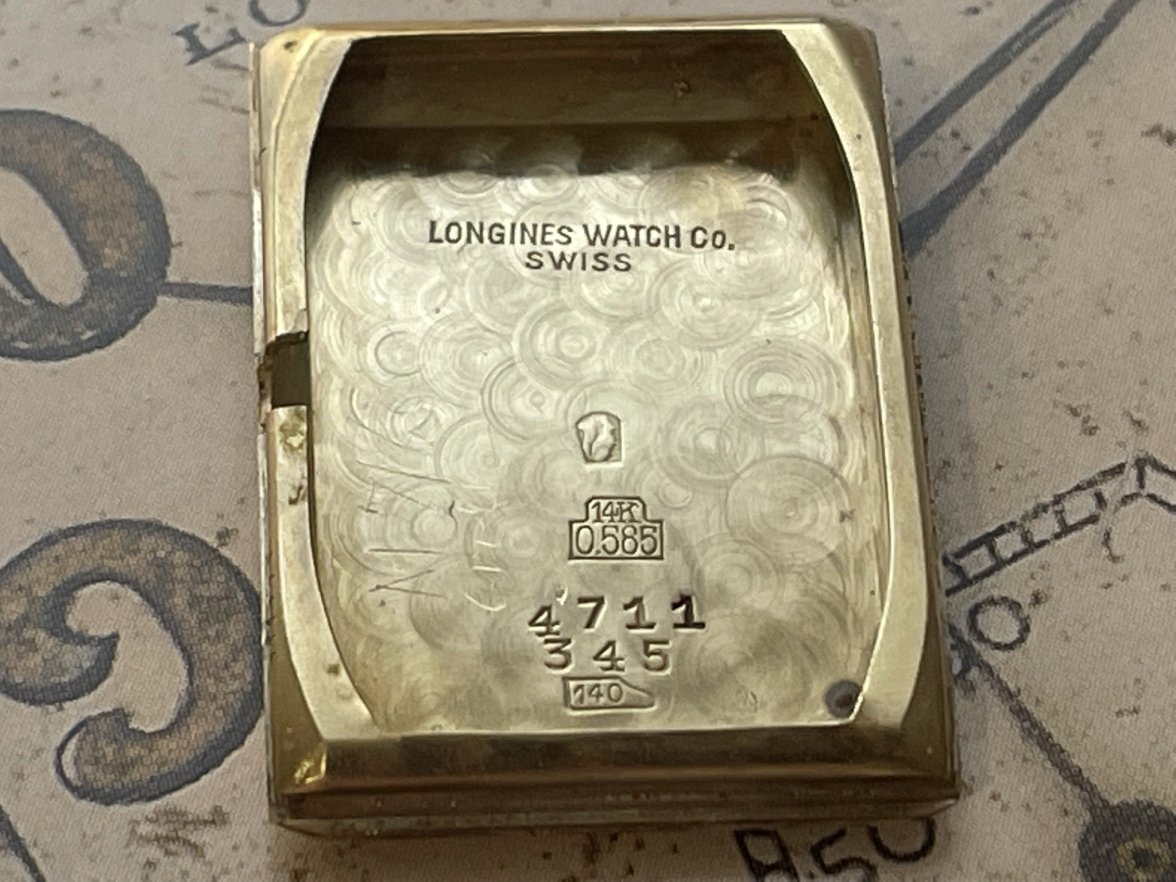 LONGINES WATCH CO.
SWISS
14K
0.585
4711
345
140